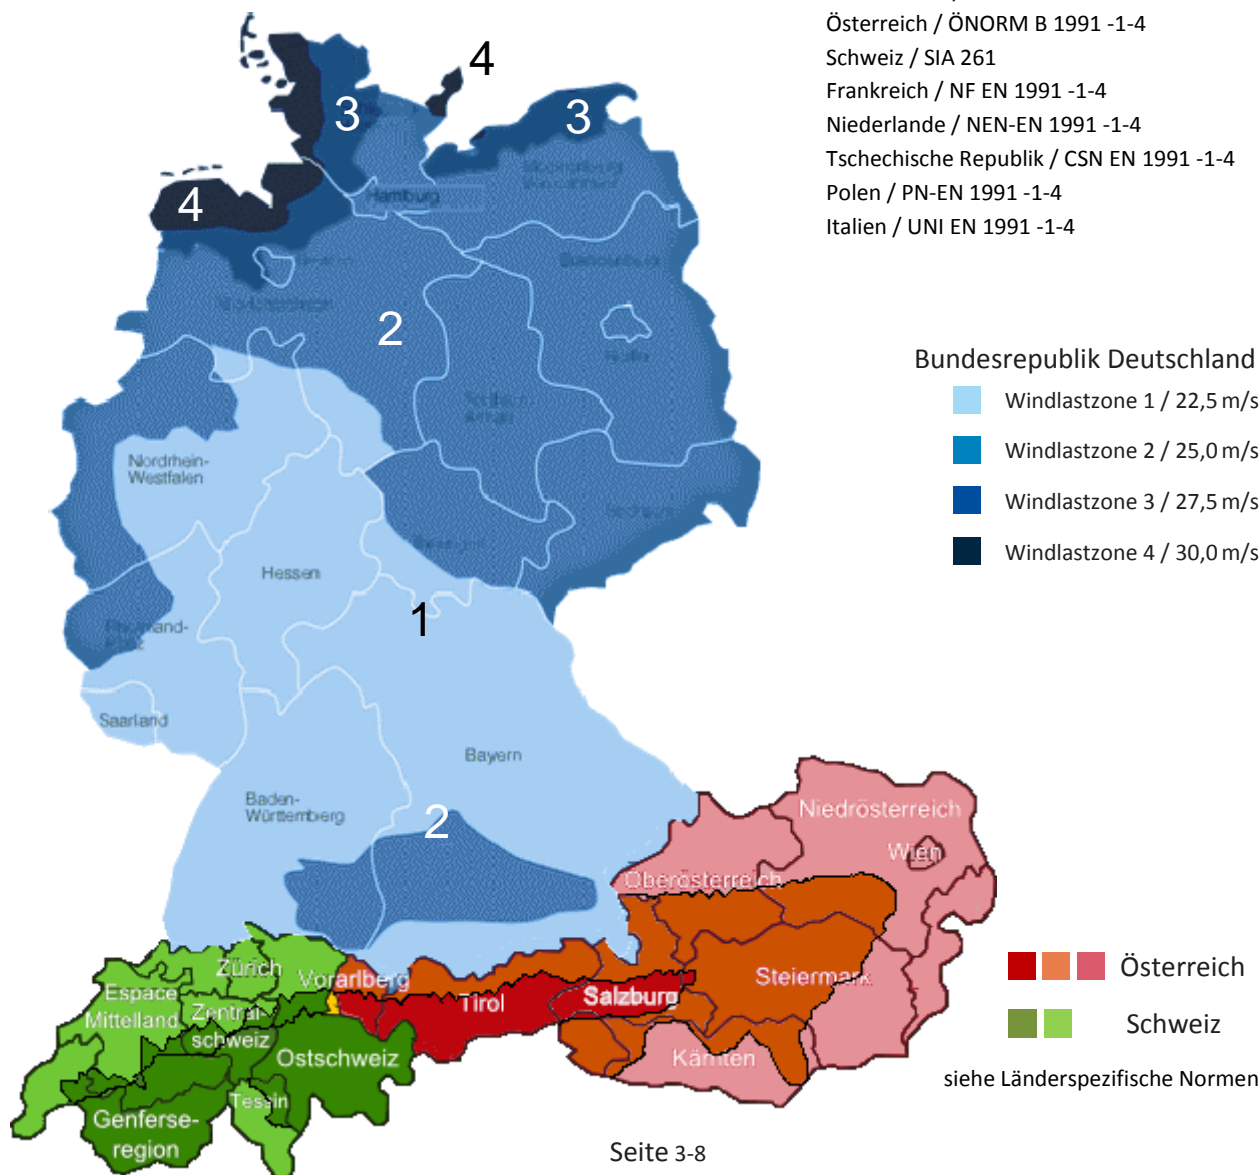 Österreich / ÖNORM B 1991 -1-4
Schweiz / SIA 261
Frankreich / NF EN 1991 -1-4
Niederlande / NEN-EN 1991 -1-4
Tschechische Republik / CSN EN 1991 -1-4
Polen / PN-EN 1991 -1-4
Italien / UNI EN 1991 -1-4
4
3
3
4
Hamburg
2
Bundesrepublik Deutschland
Windlastzone 1 / 22,5 m/s
Windlastzone 2 / 25,0 m/s
Windlastzone 3 / 27,5 m/s
Windlastzone 4 / 30,0 m/s
Nordrhein-
Westfalen
Hessen
1
Rheinland-
Pfalz
Saarland
Bayern
Baden-
Württemberg
2
Niedrösterreich
Wien
Oberösterreich
Zürich
Vorarlberg
Espace
Mittelland
Zentral-
schweiz
Tirol
Salzburg
Steiermark
Österreich
Schweiz
Ostschweiz
Kärnten
Tessin
Genferse-
region
siehe Länderspezifische Normen
Seite 3-8